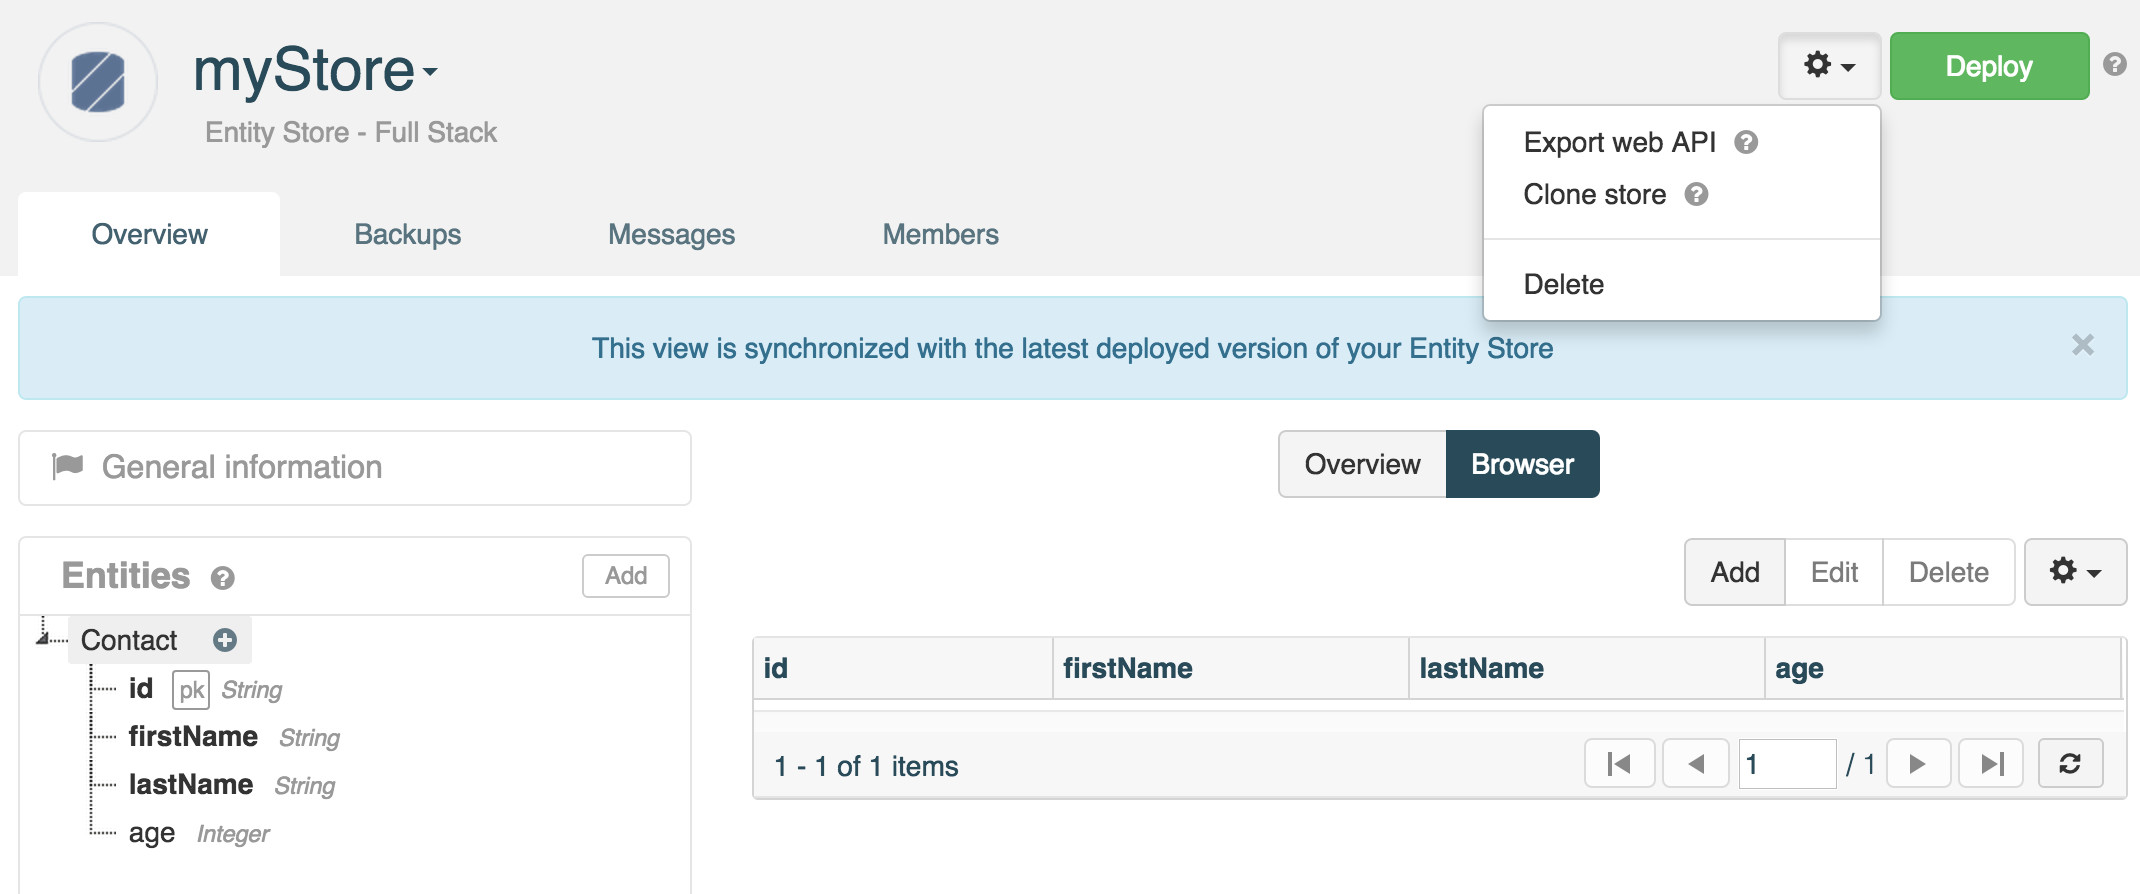 myStore
Deploy
Entity Store - Full Stack
Export web API
Clone store
Delete
Overview Backups Messages Members
This view is synchronized with the latest deployed version of your Entity Store
General information
Overview Browser
Entities Add
Add Edit Delete
Contact
id pk String
firstName String
lastName String
age Integer
id firstName lastName age
1 - 1 of 1 items 1 / 1